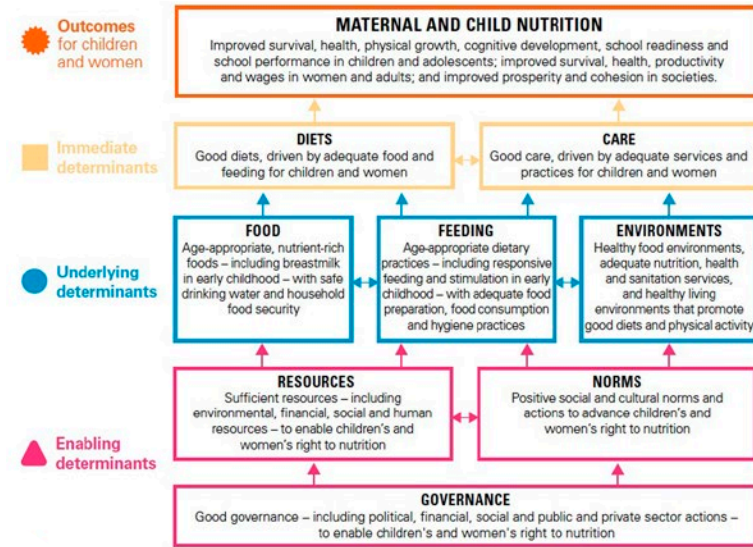 Outcomes
for children
and women
MATERNAL AND CHILD NUTRITION
Improved survival, health, physical growth, cognitive development, school readiness and
school performance in children and adolescents; improved survival, health, productivity
and wages in women and adults; and improved prosperity and cohesion in societies.
Immediate
determinants
DIETS
Good diets, driven by adequate food and
feeding for children and women
CARE
Good care, driven by adequate services and
practices for children and women
Underlying
determinants
FOOD
Age-appropriate, nutrient-rich
foods – including breastmilk
in early childhood – with safe
drinking water and household
food security
FEEDING
Age-appropriate dietary
practices – including responsive
feeding and stimulation in early
childhood – with adequate food
preparation, food consumption
and hygiene practices
ENVIRONMENTS
Healthy food environments,
adequate nutrition, health
and sanitation services,
and healthy living
environments that promote
good diets and physical activity
Enabling
determinants
RESOURCES
Sufficient resources – including
environmental, financial, social and human
resources – to enable children's and
women's right to nutrition
NORMS
Positive social and cultural norms and
actions to advance children's and
women's right to nutrition
GOVERNANCE
Good governance – including political, financial, social and public and private sector actions –
to enable children's and women's right to nutrition